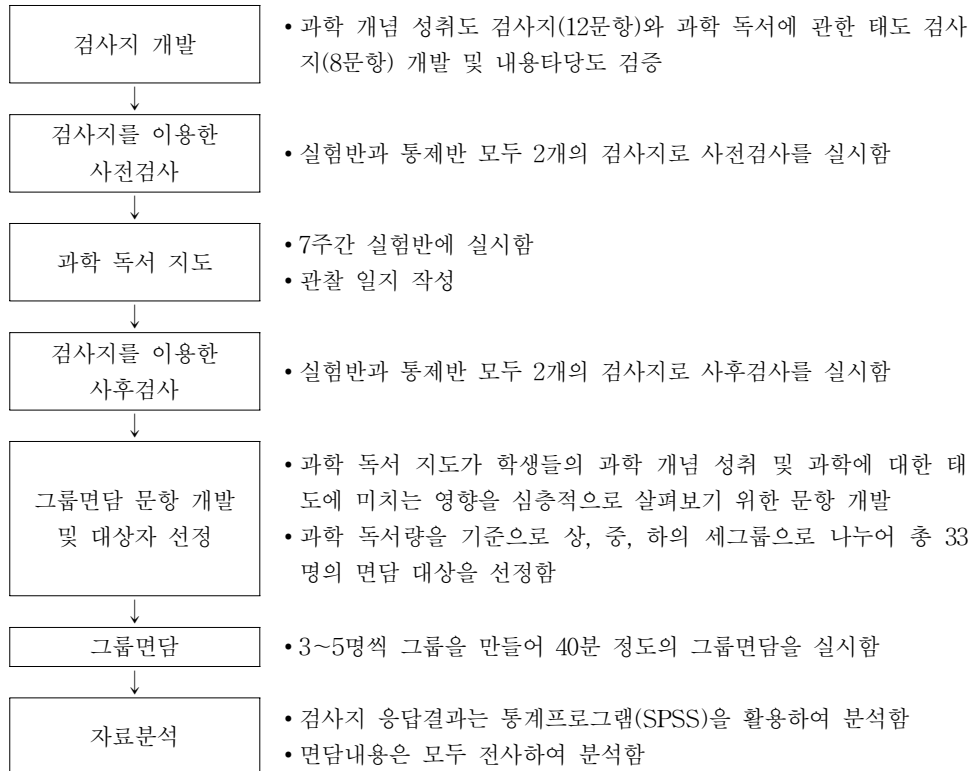 검사지 개발
• 과학 개념 성취도 검사지(12문항)와 과학 독서에 관한 태도 검사
지(8문항) 개발 및 내용타당도 검증
검사지를 이용한
사전검사
• 실험반과 통제반 모두 2개의 검사지로 사전검사를 실시함
과학 독서 지도
• 7주간 실험반에 실시함
• 관찰 일지 작성
검사지를 이용한
사후검사
• 실험반과 통제반 모두 2개의 검사지로 사후검사를 실시함
그룹면담 문항 개발
및 대상자 선정
• 과학 독서 지도가 학생들의 과학 개념 성취 및 과학에 대한 태
도에 미치는 영향을 심층적으로 살펴보기 위한 문항 개발
• 과학 독서량을 기준으로 상, 중, 하의 세그룹으로 나누어 총 33
명의 면담 대상을 선정함
그룹면담
• 3~5명씩 그룹을 만들어 40분 정도의 그룹면담을 실시함
자료분석
• 검사지 응답결과는 통계프로그램(SPSS)을 활용하여 분석함
• 면담내용은 모두 전사하여 분석함